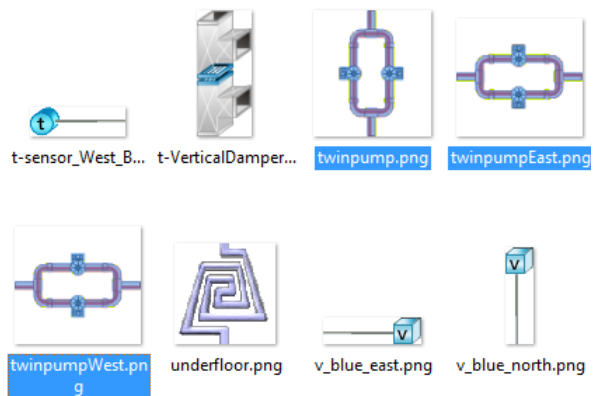 t
t-sensor_West_B...
t-VerticalDamper...
twinpump.png
twinpumpEast.png
twinpumpWest.pn
g
underfloor.png
v
v_blue_east.png
v
v_blue_north.png